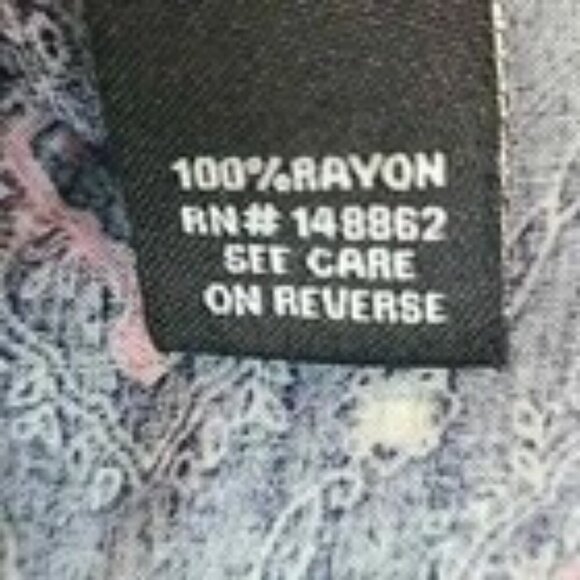 100%RAYON
RN# 148862
SEE CARE
ON REVERSE